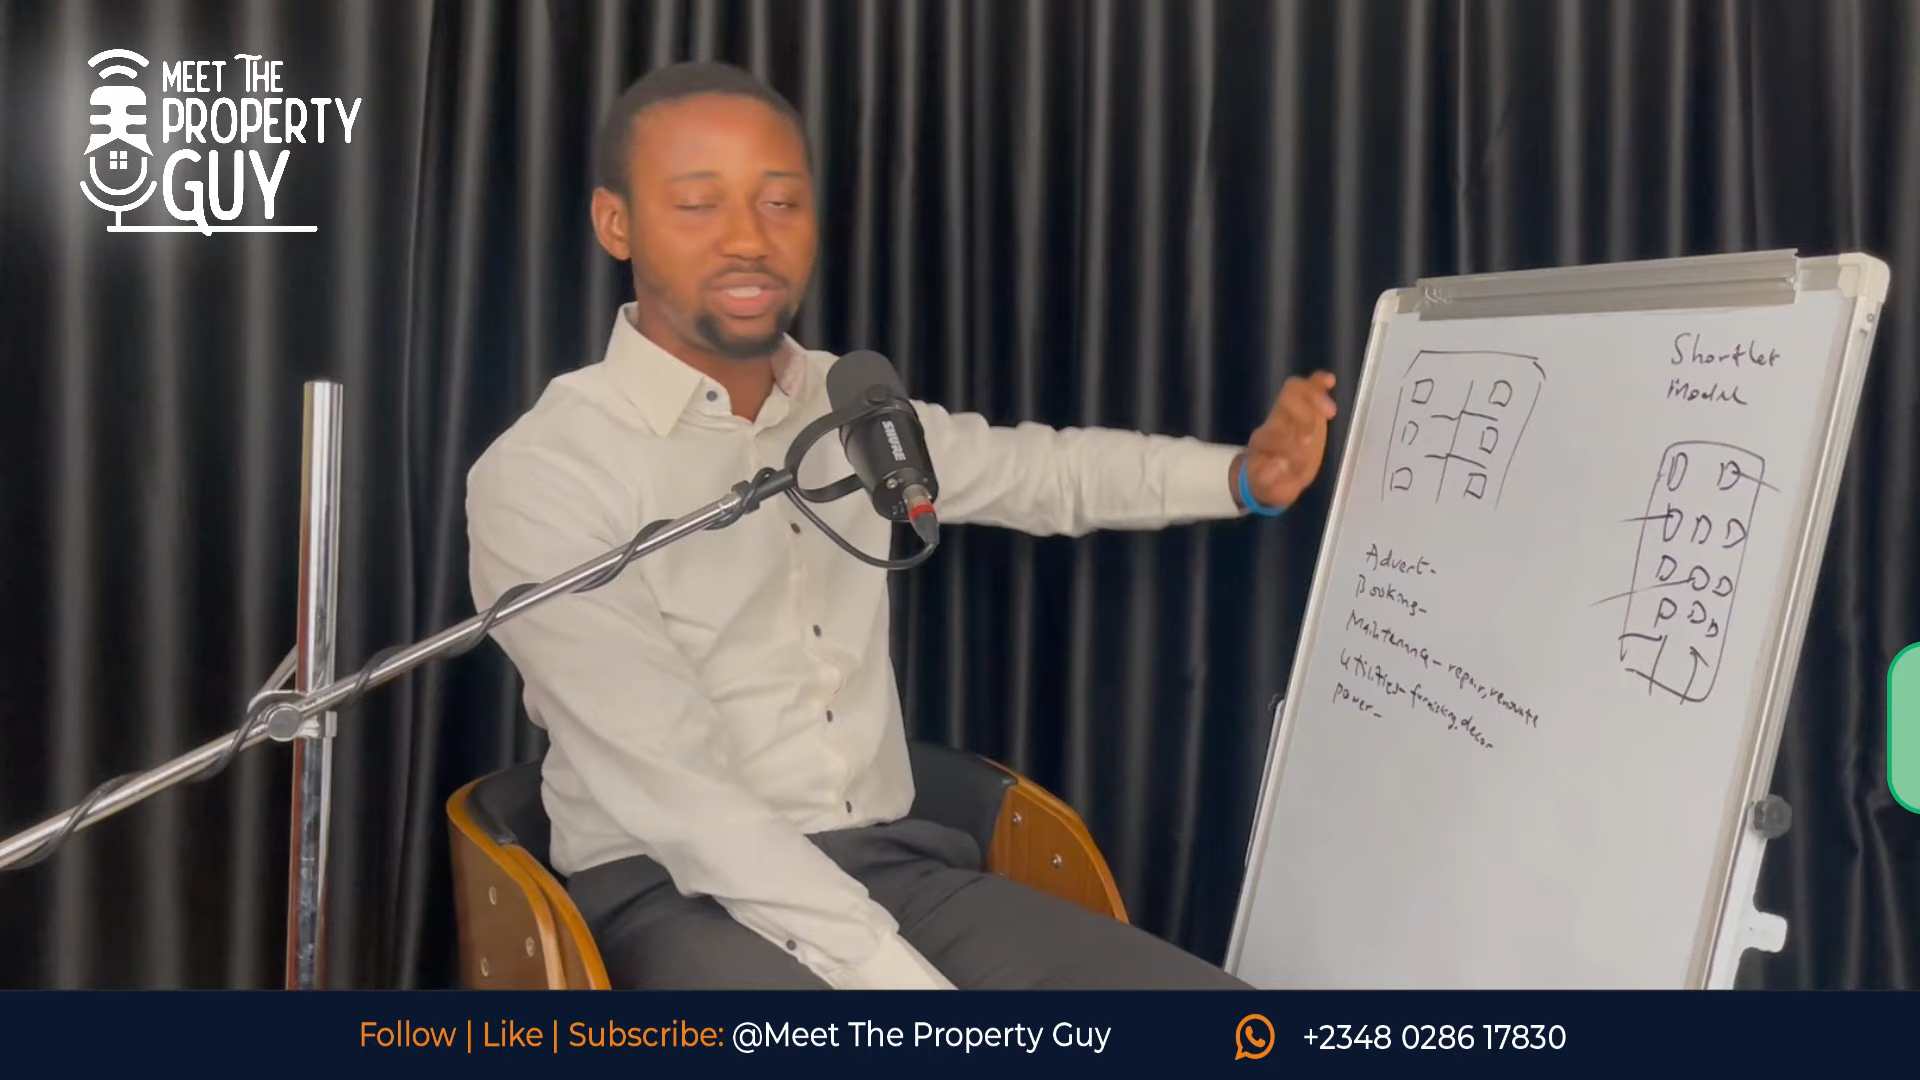 MEET THE
PROPERTY
GUY
SHURE
Shortlet
Model
Advert-
Booking-
Maintenance- repair, renovate
Utilities- furnishing, decor
power-
Follow | Like | Subscribe: @Meet The Property Guy
+2348 0286 17830